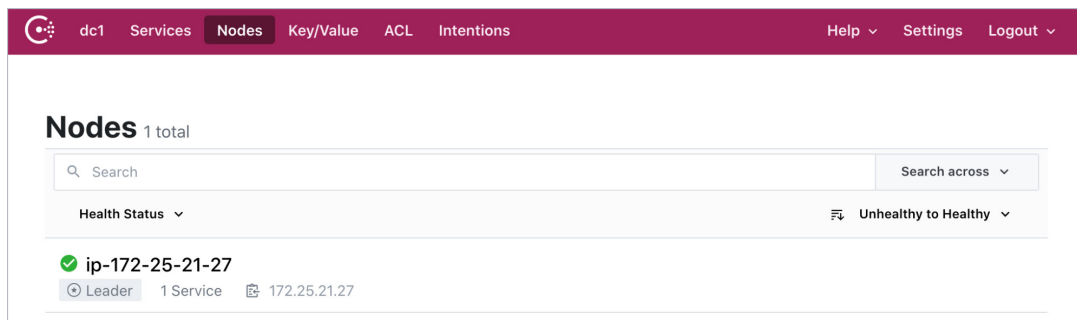 dc1 Services Nodes Key/Value ACL Intentions Help Settings Logout
Nodes 1 total
Search Search across
Health Status Unhealthy to Healthy
ip-172-25-21-27
Leader 1 Service 172.25.21.27